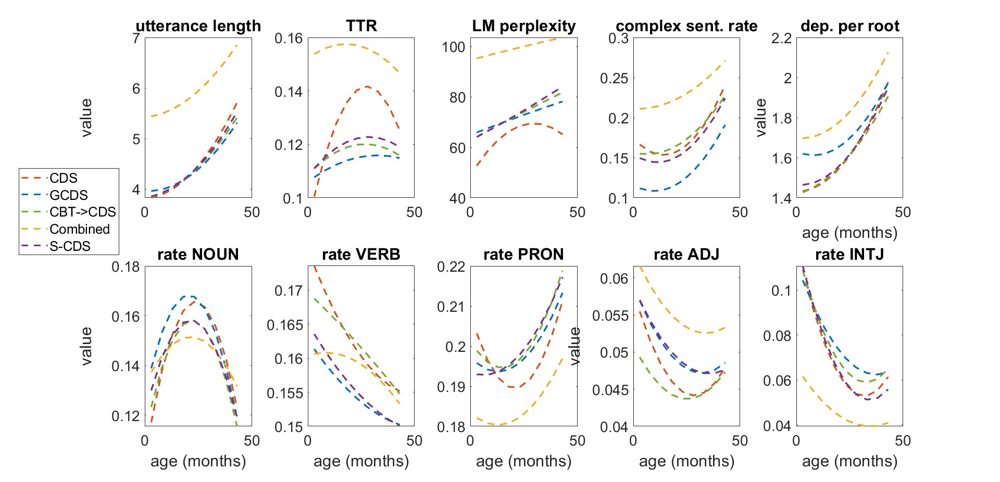 utterance length
TTR
LM perplexity
complex sent. rate
dep. per root
7
6
5
4
0
50
value
0.16
0.14
0.12
0.1
0
50
100
80
60
40
0
50
0.3
0.25
0.2
0.15
0.1
0
50
2.2
2
1.8
1.6
1.4
0
50
value
age (months)
CDS
GCDS
CBT->CDS
Combined
S-CDS
rate NOUN
rate VERB
rate PRON
rate ADJ
rate INTJ
0.18
0.16
0.14
0.12
0
50
value
age (months)
0.17
0.165
0.16
0.155
0.15
0
50
age (months)
0.22
0.21
0.2
0.19
0.18
0
50
age (months)
0.06
0.055
0.05
0.045
0.04
0
50
value
age (months)
0.1
0.08
0.06
0.04
0
50
age (months)